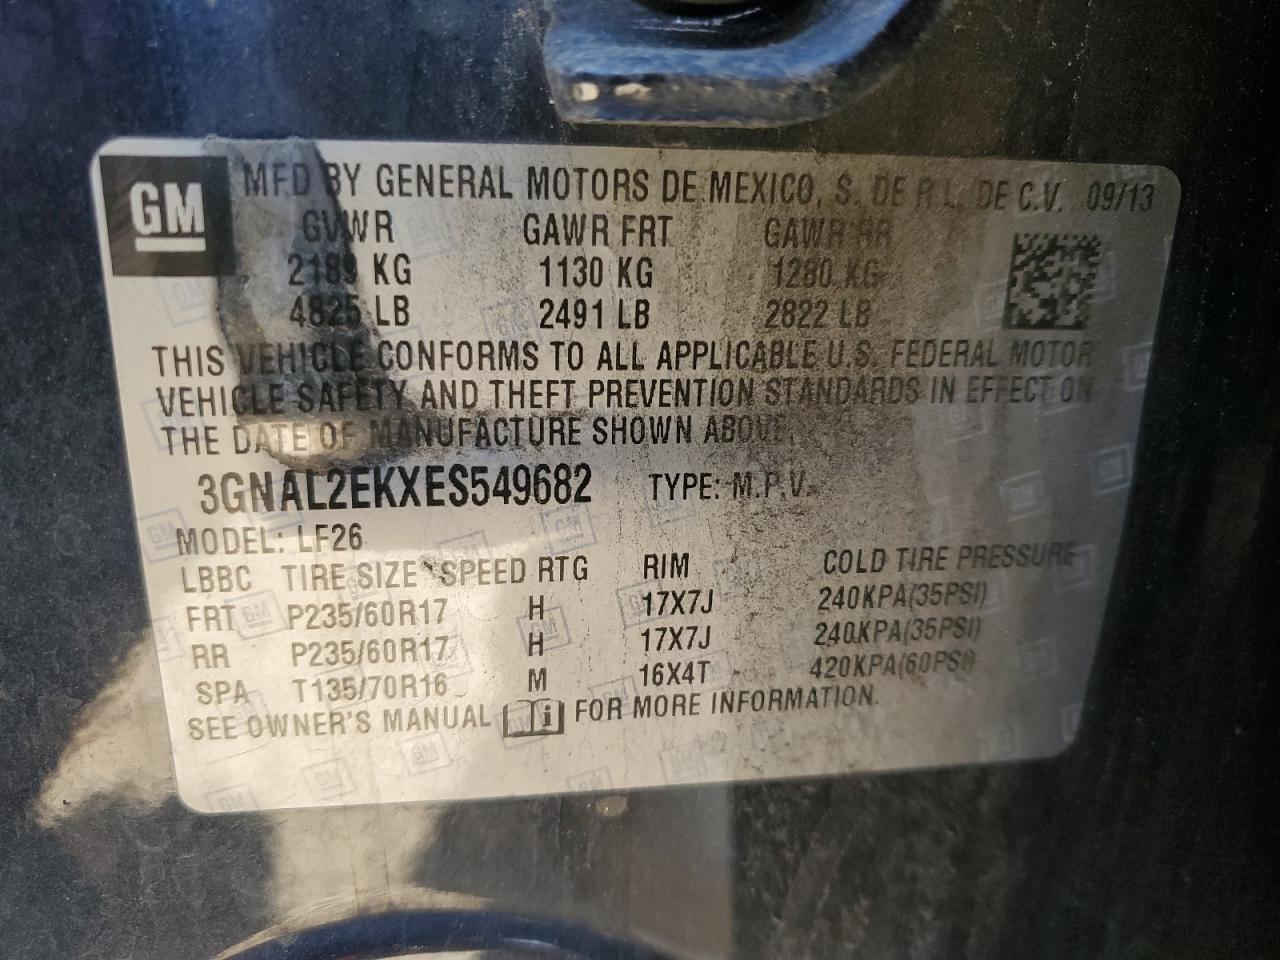 GM
MFD BY GENERAL MOTORS DE MEXICO, S. DE R.L. DE C.V. 09/13
GVWR GAWR FRT GAWR RR
2189 KG 1130 KG 1280 KG
4825 LB 2491 LB 2822 LB
THIS VEHICLE CONFORMS TO ALL APPLICABLE U.S. FEDERAL MOTOR
VEHICLE SAFETY AND THEFT PREVENTION STANDARDS IN EFFECT ON
THE DATE OF MANUFACTURE SHOWN ABOVE.
3GNAL2EKXES549682 TYPE: M.P.V.
MODEL: LF26
LBBC TIRE SIZE SPEED RTG RIM COLD TIRE PRESSURE
FRT P235/60R17 H 17X7J 240KPA(35PSI)
RR P235/60R17 H 17X7J 240KPA(35PSI)
SPA T135/70R16 M 16X4T 420KPA(60PSI)
SEE OWNER'S MANUAL i FOR MORE INFORMATION.